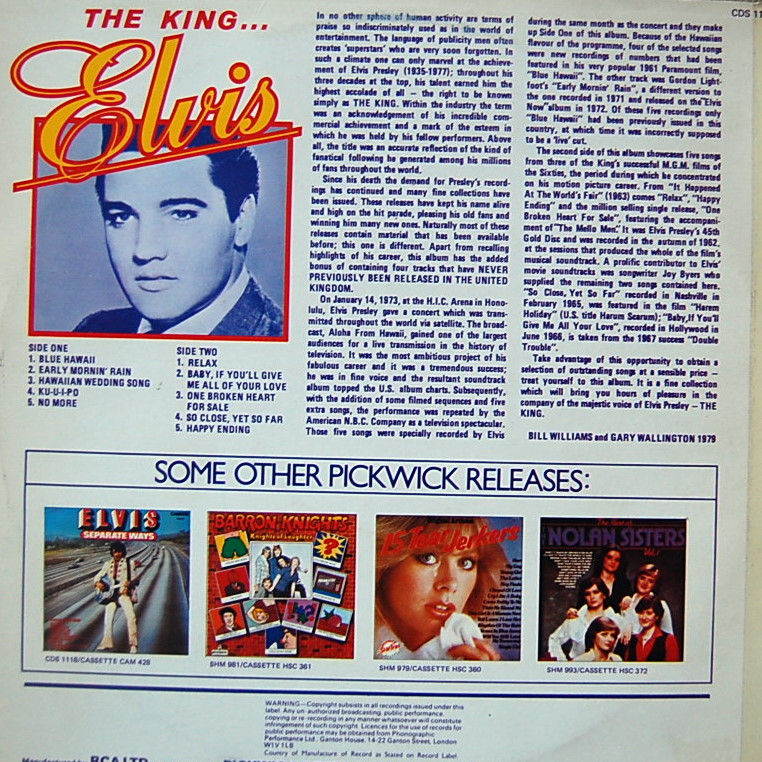 THE KING...
Elvis
SIDE ONE
1. BLUE HAWAII
2. EARLY MORNIN' RAIN
3. HAWAIIAN WEDDING SONG
4. KU-U-I-PO
5. NO MORE
SIDE TWO
1. RELAX
2. BABY, IF YOU'LL GIVE
ME ALL OF YOUR LOVE
3. ONE BROKEN HEART
FOR SALE
4. SO CLOSE, YET SO FAR
5. HAPPY ENDING
In no other sphere of human activity are terms of
praise so indiscriminately used as in the world of
entertainment. The language of publicity men often
creates 'superstars' who are very soon forgotten. In
such a climate one can only marvel at the achieve-
ment of Elvis Presley (1935-1977); throughout his
three decades at the top, his talent earned him the
highest accolade of all — the right to be known
simply as THE KING. Within the industry the term
was an acknowledgement of his incredible com-
mercial achievement and a mark of the esteem in
which he was held by his fellow performers. Above
all, the title was an accurate reflection of the kind of
fanatical following he generated among his millions
of fans throughout the world.
Since his death the demand for Presley's record-
ings has continued and many fine collections have
been issued. These releases have kept his name alive
and high on the hit parade, pleasing his old fans and
winning him many new ones. Naturally most of these
releases contain material that has been available
before; this one is different. Apart from recalling
highlights of his career, this album has the added
bonus of containing four tracks that have NEVER
PREVIOUSLY BEEN RELEASED IN THE UNITED
KINGDOM.
On January 14, 1973, at the H.I.C. Arena in Hono-
lulu, Elvis Presley gave a concert which was trans-
mitted throughout the world via satellite. The broad-
cast, Aloha From Hawaii, gained one of the largest
audiences for a live transmission in the history of
television. It was the most ambitious project of his
fabulous career and it was a tremendous success;
he was in fine voice and the resultant soundtrack
album topped the U.S. album charts. Subsequently,
with the addition of some filmed sequences and five
extra songs, the performance was repeated by the
American N.B.C. Company as a television spectacular.
Those five songs were specially recorded by Elvis
CDS 11
during the same month as the concert and they make
up Side One of this album. Because of the Hawaiian
flavour of the programme, four of the selected songs
were new recordings of numbers that had been
featured in his very popular 1961 Paramount film,
"Blue Hawaii". The other track was Gordon Light-
foot's "Early Mornin' Rain", a different version to
the one recorded in 1971 and released on the "Elvis
Now" album in 1972. Of these five recordings only
"Blue Hawaii" had been previously issued in this
country, at which time it was incorrectly supposed
to be a 'live' cut.
The second side of this album showcases five songs
from three of the King's successful M.G.M. films of
the Sixties, the period during which he concentrated
on his motion picture career. From "It Happened
At The World's Fair" (1963) comes "Relax", "Happy
Ending" and the million selling single release, "One
Broken Heart For Sale", featuring the accompani-
ment of "The Mello Men". It was Elvis Presley's 45th
Gold Disc and was recorded in the autumn of 1962,
at the sessions that produced the whole of the film's
musical soundtrack. A prolific contributor to Elvis'
movie soundtracks was songwriter Joy Byers who
supplied the remaining two songs contained here.
"So Close, Yet So Far" recorded in Nashville in
February 1965, was featured in the film "Harem
Holiday" (U.S. title Harum Scarum); "Baby, If You'll
Give Me All Your Love", recorded in Hollywood in
June 1966, is taken from the 1967 success "Double
Trouble".
Take advantage of this opportunity to obtain a
selection of outstanding songs at a sensible price —
treat yourself to this album. It is a fine collection
which will bring you hours of pleasure in the
company of the majestic voice of Elvis Presley – THE
KING.
BILL WILLIAMS and GARY WALLINGTON 1979
SOME OTHER PICKWICK RELEASES:
ELVIS
SEPARATE WAYS
BARRON KNIGHTS
Knights of Laughter
15 Tear Jerkers
The Best of
NOLAN SISTERS
Vol. 1
CDS 1118/CASSETTE CAM 428
SHM 981/CASSETTE HSC 361
SHM 979/CASSETTE HSC 360
SHM 993/CASSETTE HSC 372
WARNING—Copyright subsists in all recordings issued under this
label. Any un-authorized broadcasting, public performance,
copying or re-recording in any manner whatsoever will constitute
infringement of such copyright. Licences for the use of records for
public performance may be obtained from Phonographic
Performance Ltd., Ganton House, 14-22 Ganton Street, London
W1V 1LB
Country of Manufacture of Record as Stated on Record Label
Manufactured by RCA LTD